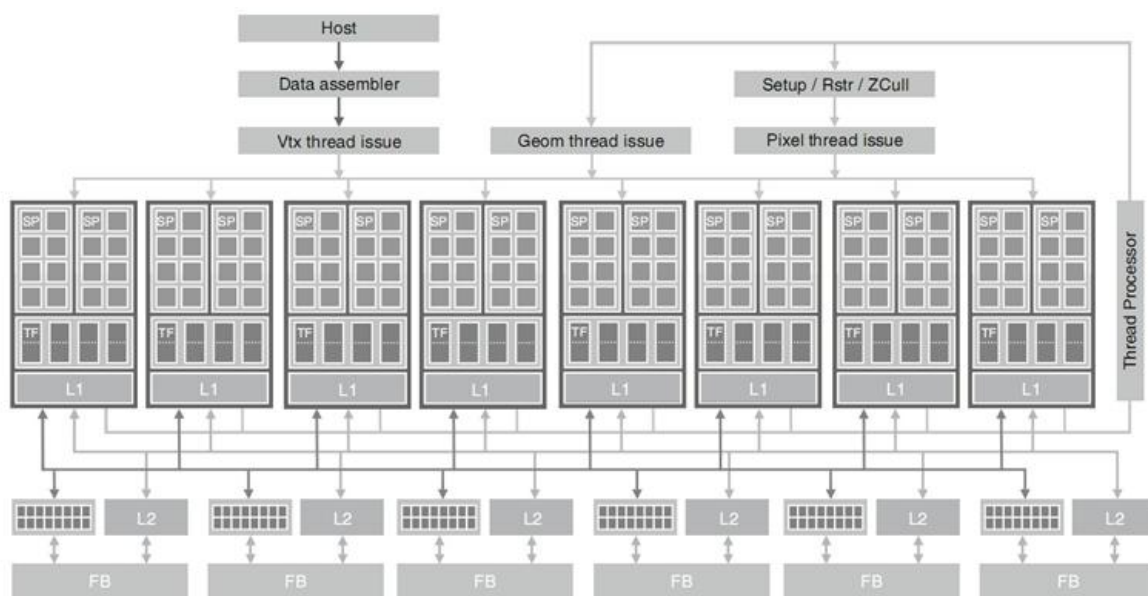 Host
Data assembler
Setup / Rstr / ZCull
Vtx thread issue
Geom thread issue
Pixel thread issue
SP SP SP SP SP SP SP SP SP SP SP SP SP SP SP SP
Thread Processor
TF TF TF TF TF TF TF TF
L1 L1 L1 L1 L1 L1 L1 L1
L2 L2 L2 L2 L2 L2
FB FB FB FB FB FB